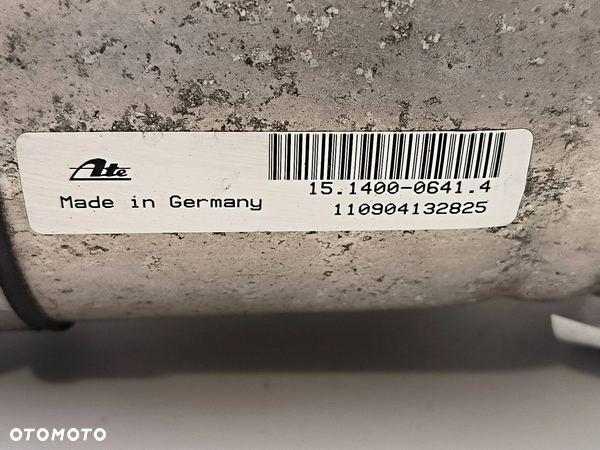 Ate
15.1400-0641.4
Made in Germany
110904132825
OTOMOTO